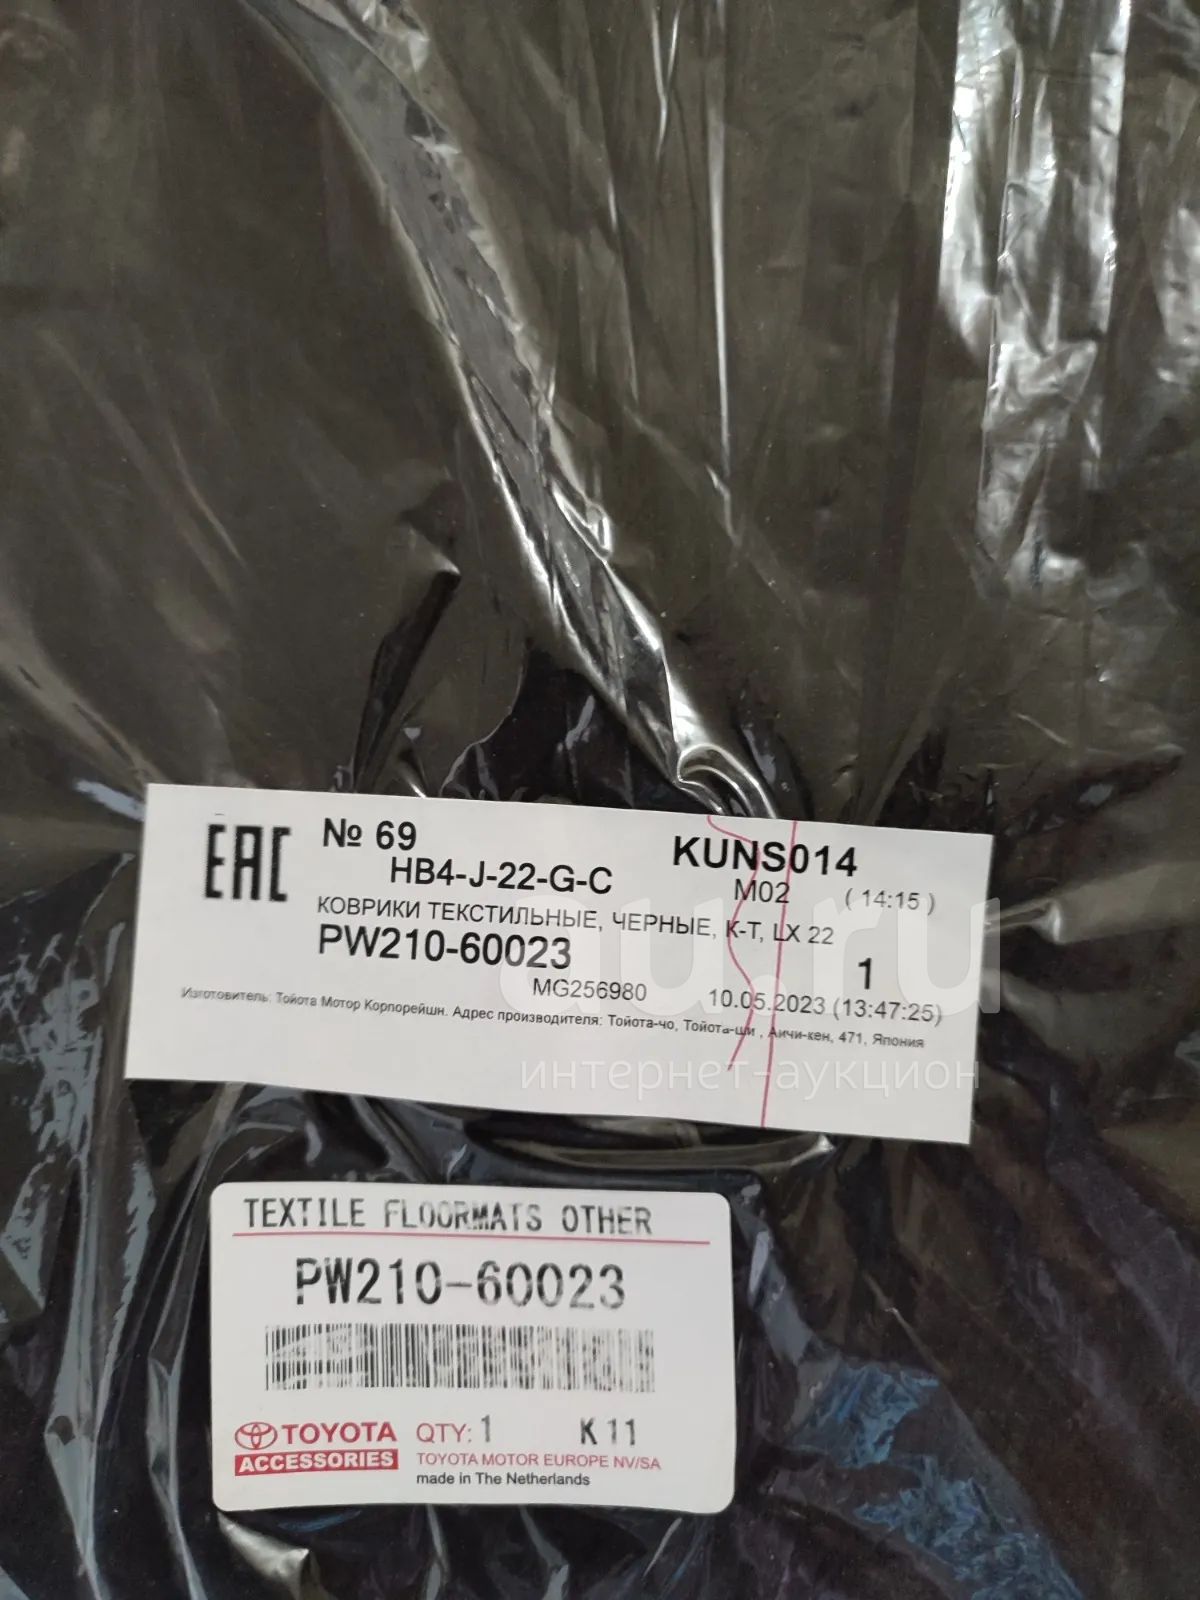 EAC
№ 69
KUNS014
HB4-J-22-G-C
M02 ( 14:15 )
КОВРИКИ ТЕКСТИЛЬНЫЕ, ЧЕРНЫЕ, К-Т, LX 22
PW210-60023
1
MG256980 10.05.2023 (13:47:25)
Изготовитель: Тойота Мотор Корпорейшн. Адрес производителя: Тойота-чо, Тойота-ши , Аичи-кен, 471, Япония
au.ru
интернет-аукцион
TEXTILE FLOORMATS OTHER
PW210-60023
TOYOTA QTY: 1 K11
ACCESSORIES TOYOTA MOTOR EUROPE NV/SA
made in The Netherlands